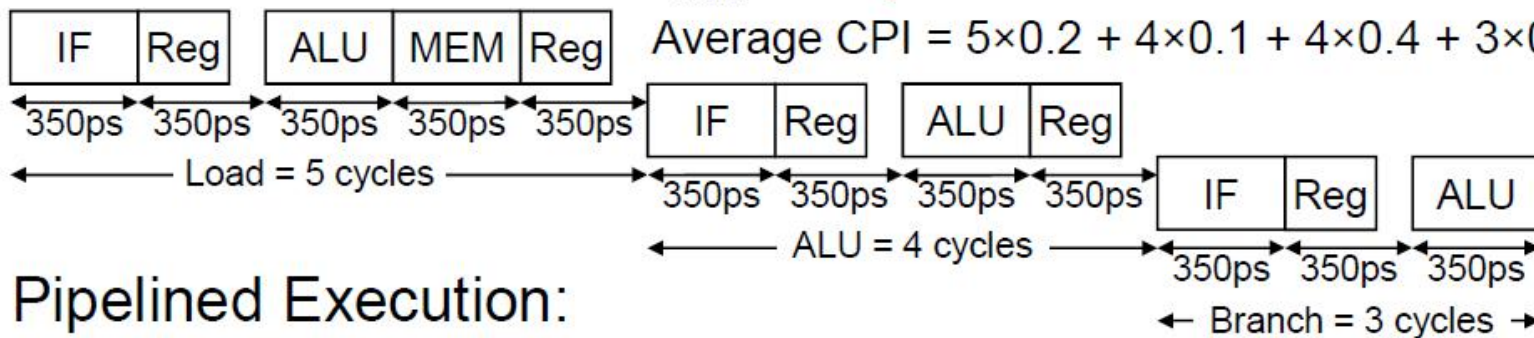 IF Reg ALU MEM Reg
Average CPI = 5×0.2 + 4×0.1 + 4×0.4 + 3×
350ps 350ps 350ps 350ps 350ps
Load = 5 cycles
IF Reg ALU Reg
350ps 350ps 350ps 350ps
ALU = 4 cycles
IF Reg ALU
350ps 350ps 350ps
Branch = 3 cycles
Pipelined Execution: